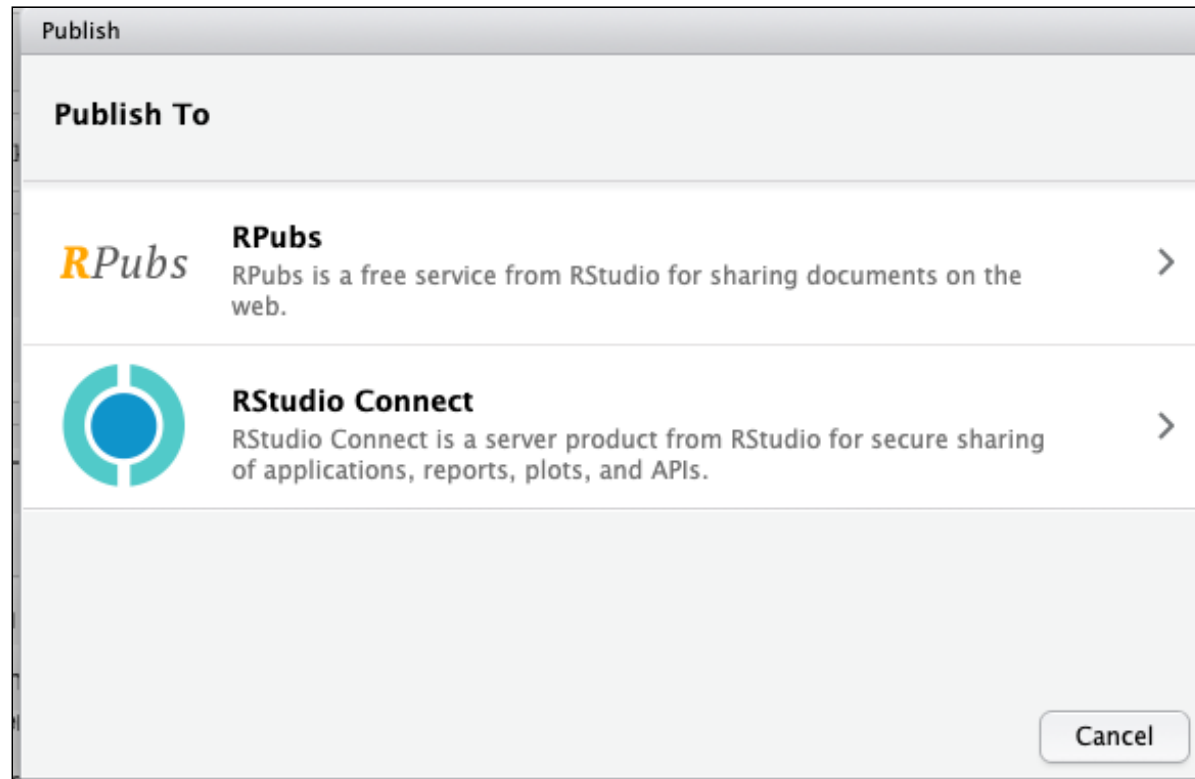 Publish
Publish To
RPubs
RPubs
RPubs is a free service from RStudio for sharing documents on the
web.
RStudio Connect
RStudio Connect is a server product from RStudio for secure sharing
of applications, reports, plots, and APIs.
Cancel